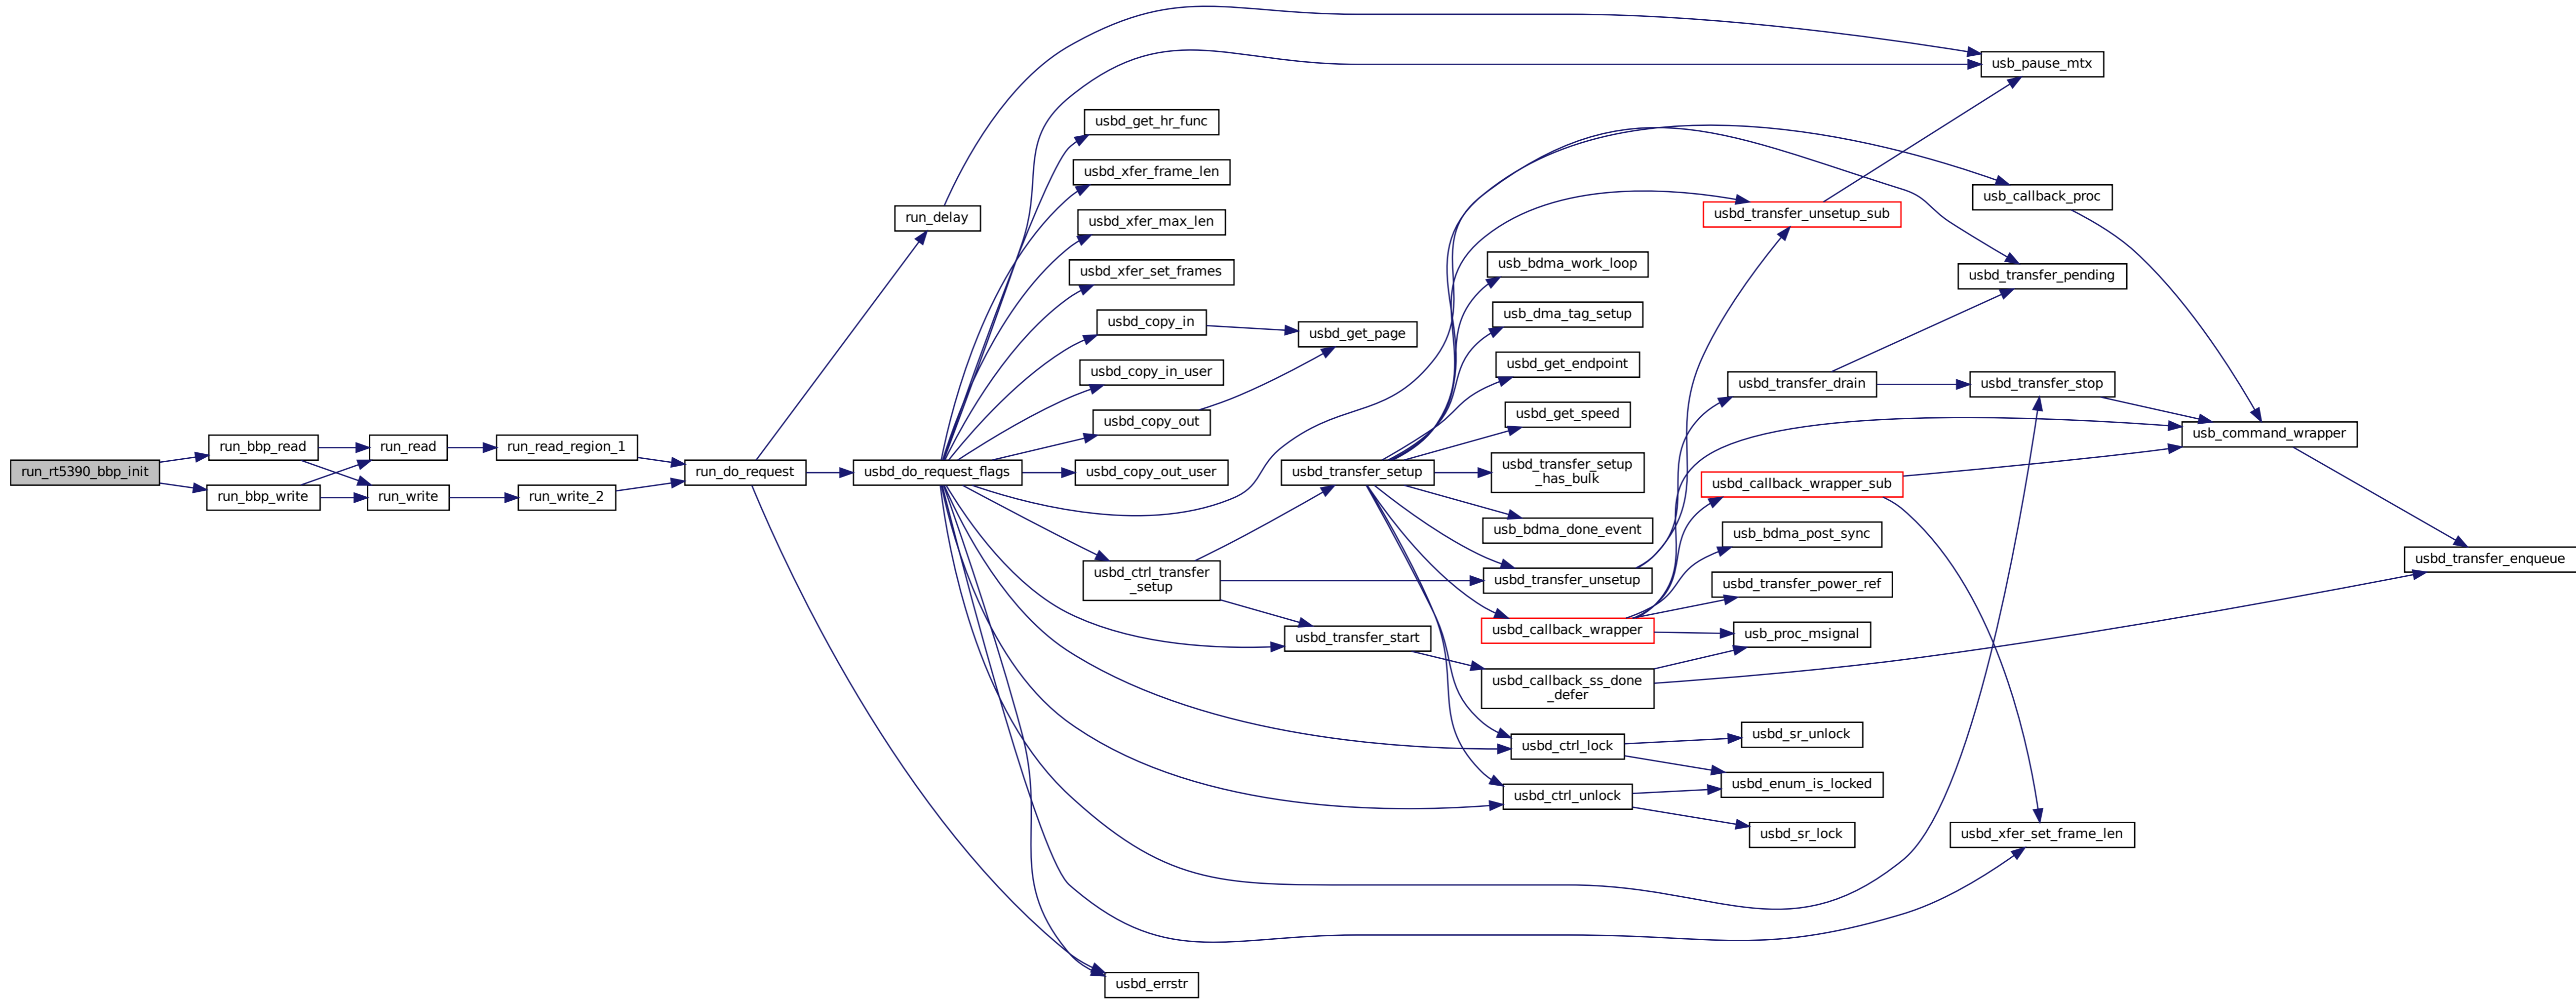 run_rt5390_bbp_init
run_bbp_read
run_bbp_write
run_read
run_write
run_read_region_1
run_write_2
run_do_request
run_delay
usbd_do_request_flags
usbd_get_hr_func
usbd_xfer_frame_len
usbd_xfer_max_len
usbd_xfer_set_frames
usbd_copy_in
usbd_copy_in_user
usbd_copy_out
usbd_copy_out_user
usbd_ctrl_transfer
_setup
usbd_errstr
usbd_get_page
usbd_transfer_setup
usbd_transfer_start
usb_bdma_work_loop
usb_dma_tag_setup
usbd_get_endpoint
usbd_get_speed
usbd_transfer_setup
_has_bulk
usb_bdma_done_event
usbd_transfer_unsetup
usbd_callback_wrapper
usbd_callback_ss_done
_defer
usbd_ctrl_lock
usbd_ctrl_unlock
usbd_transfer_unsetup_sub
usbd_transfer_drain
usbd_callback_wrapper_sub
usb_bdma_post_sync
usbd_transfer_power_ref
usb_proc_msignal
usbd_sr_unlock
usbd_enum_is_locked
usbd_sr_lock
usb_pause_mtx
usb_callback_proc
usbd_transfer_pending
usbd_transfer_stop
usbd_xfer_set_frame_len
usb_command_wrapper
usbd_transfer_enqueue